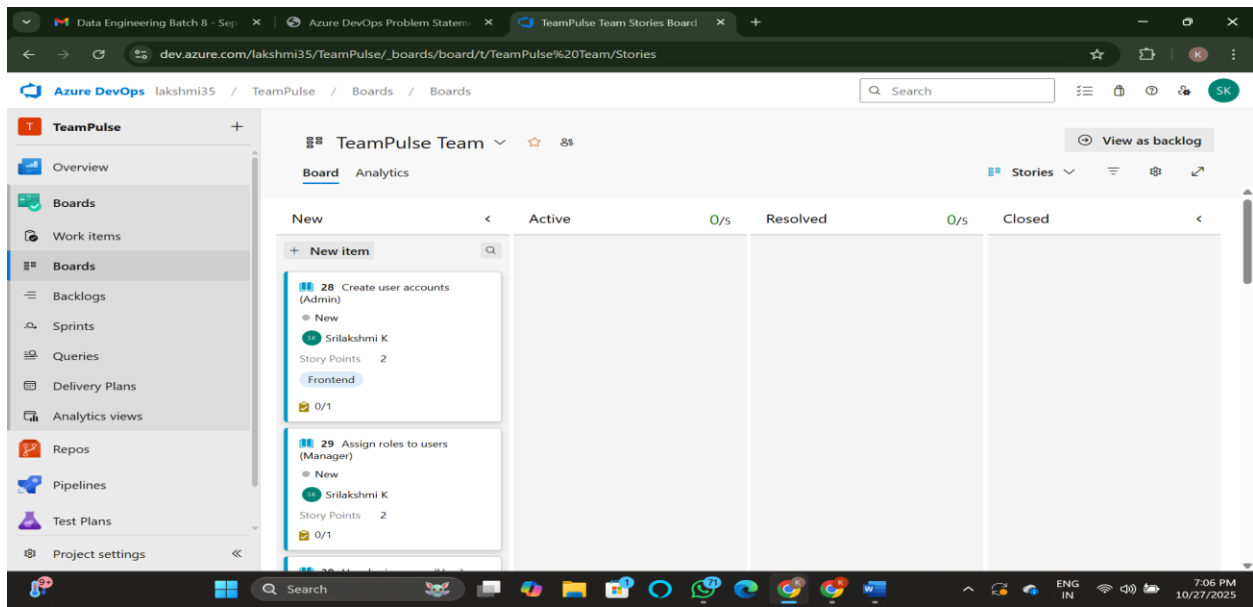 Data Engineering Batch 8 - Sep
Azure DevOps Problem Stateme
TeamPulse Team Stories Board
dev.azure.com/lakshmi35/TeamPulse/_boards/board/t/TeamPulse%20Team/Stories
K
Azure DevOps lakshmi35 / TeamPulse / Boards / Boards
Search
SK
T TeamPulse
Overview
Boards
Work items
Boards
Backlogs
Sprints
Queries
Delivery Plans
Analytics views
Repos
Pipelines
Test Plans
Project settings
TeamPulse Team
View as backlog
Board Analytics
Stories
New Active 0/5 Resolved 0/5 Closed
+ New item
28 Create user accounts
(Admin)
New
SK Srilakshmi K
Story Points 2
Frontend
0/1
29 Assign roles to users
(Manager)
New
SK Srilakshmi K
Story Points 2
0/1
9+
Search
1
71
K
K
ENG
IN
7:06 PM
10/27/2025